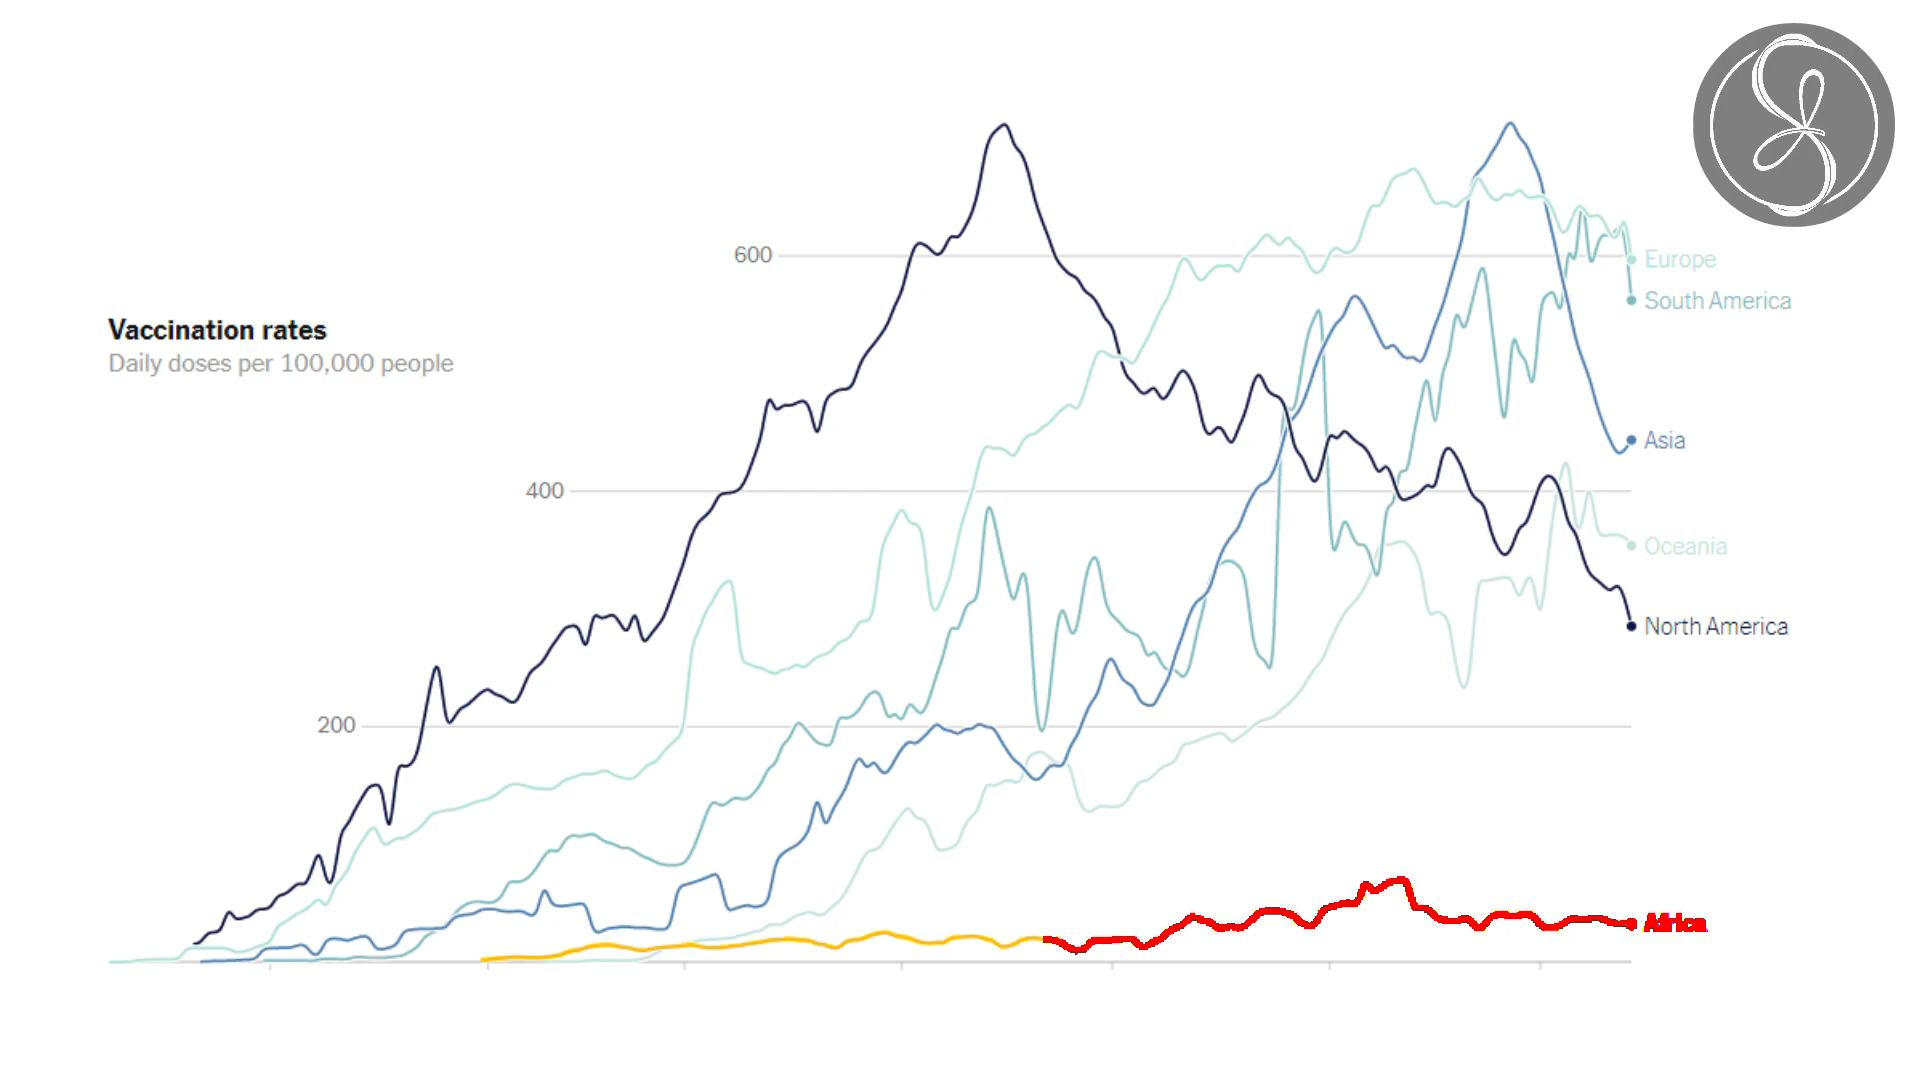 600
Europe
South America
Vaccination rates
Daily doses per 100,000 people
Asia
400
Oceania
North America
200
Africa